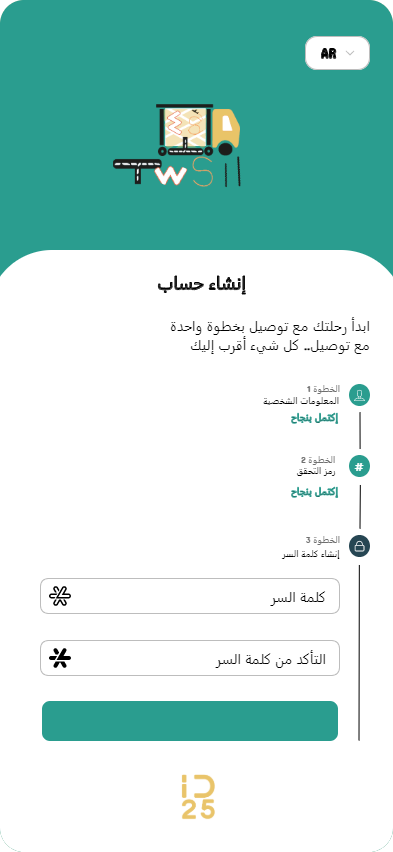 AR
TWSIl
إنشاء حساب
ابدأ رحلتك مع توصيل بخطوة واحدة
مع توصيل.. كل شيء أقرب إليك
الخطوة 1
المعلومات الشخصية
إكتمل بنجاح
الخطوة 2
رمز التحقق
#
إكتمل بنجاح
الخطوة 3
إنشاء كلمة السر
كلمة السر
التأكد من كلمة السر
ID
25